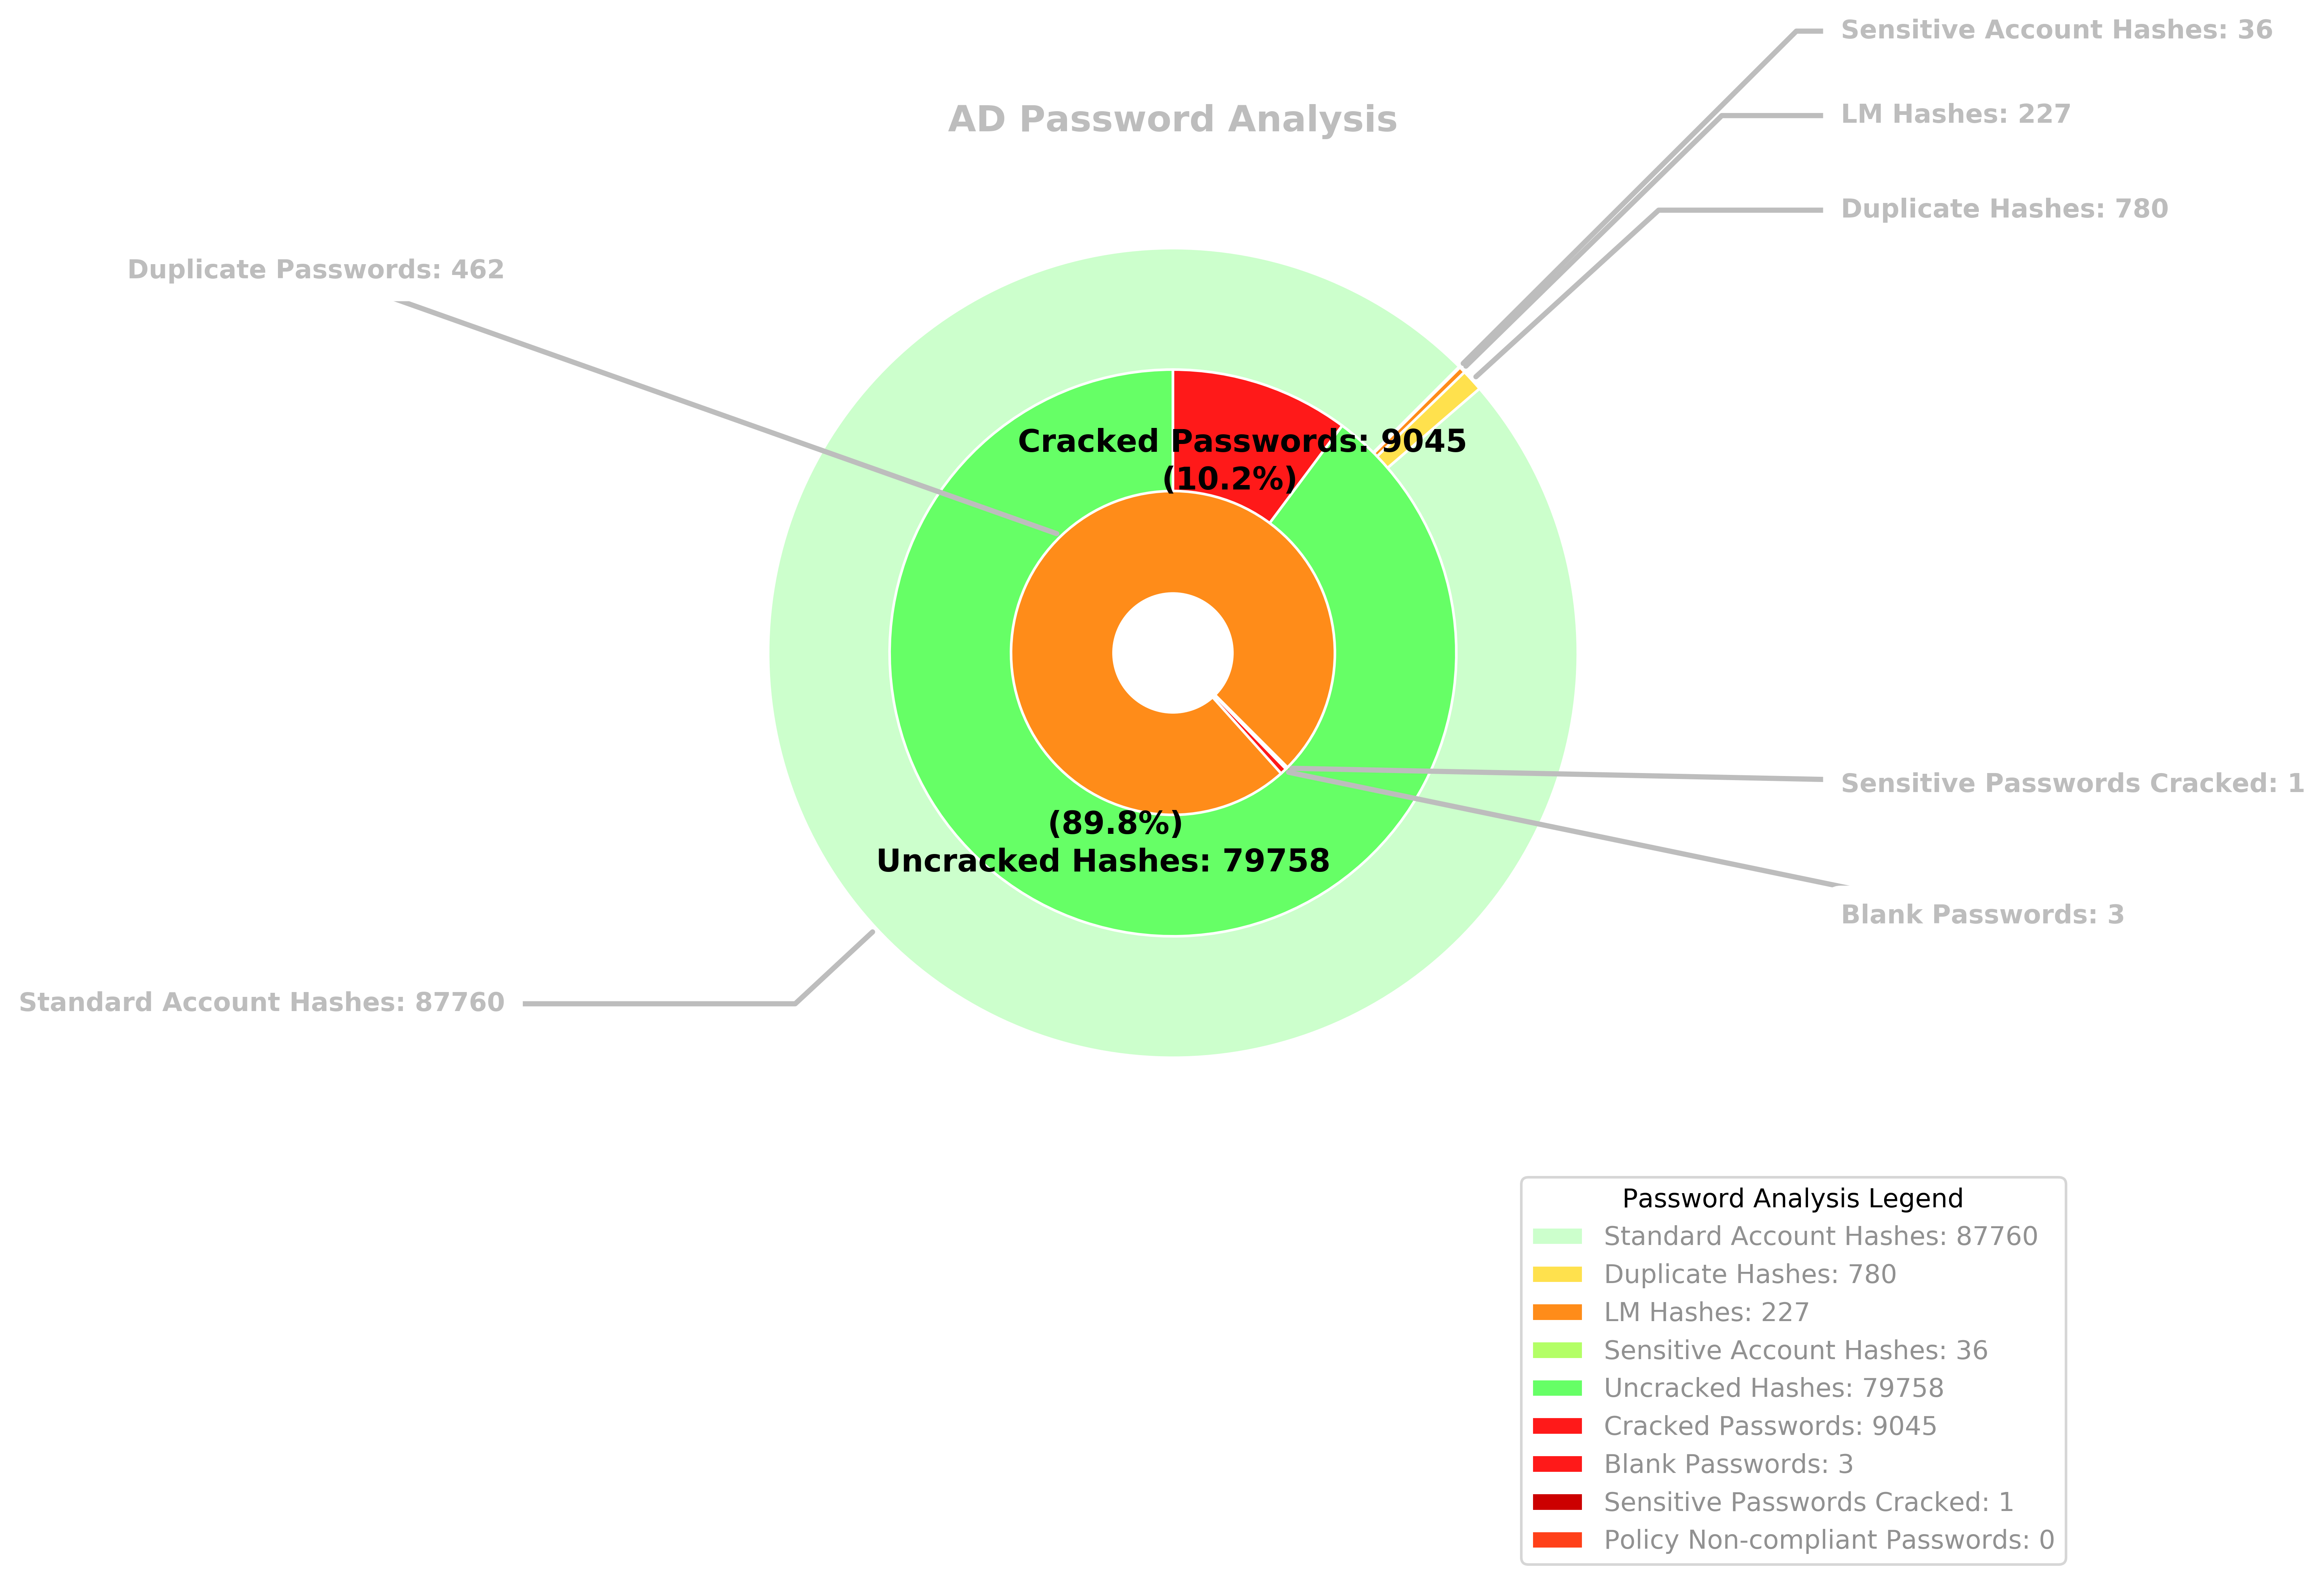 Sensitive Account Hashes: 36
AD Password Analysis
LM Hashes: 227
Duplicate Hashes: 780
Duplicate Passwords: 462
Cracked Passwords: 9045
(10.2%)
Sensitive Passwords Cracked: 1
(89.8%)
Uncracked Hashes: 79758
Blank Passwords: 3
Standard Account Hashes: 87760
Password Analysis Legend
Standard Account Hashes: 87760
Duplicate Hashes: 780
LM Hashes: 227
Sensitive Account Hashes: 36
Uncracked Hashes: 79758
Cracked Passwords: 9045
Blank Passwords: 3
Sensitive Passwords Cracked: 1
Policy Non-compliant Passwords: 0